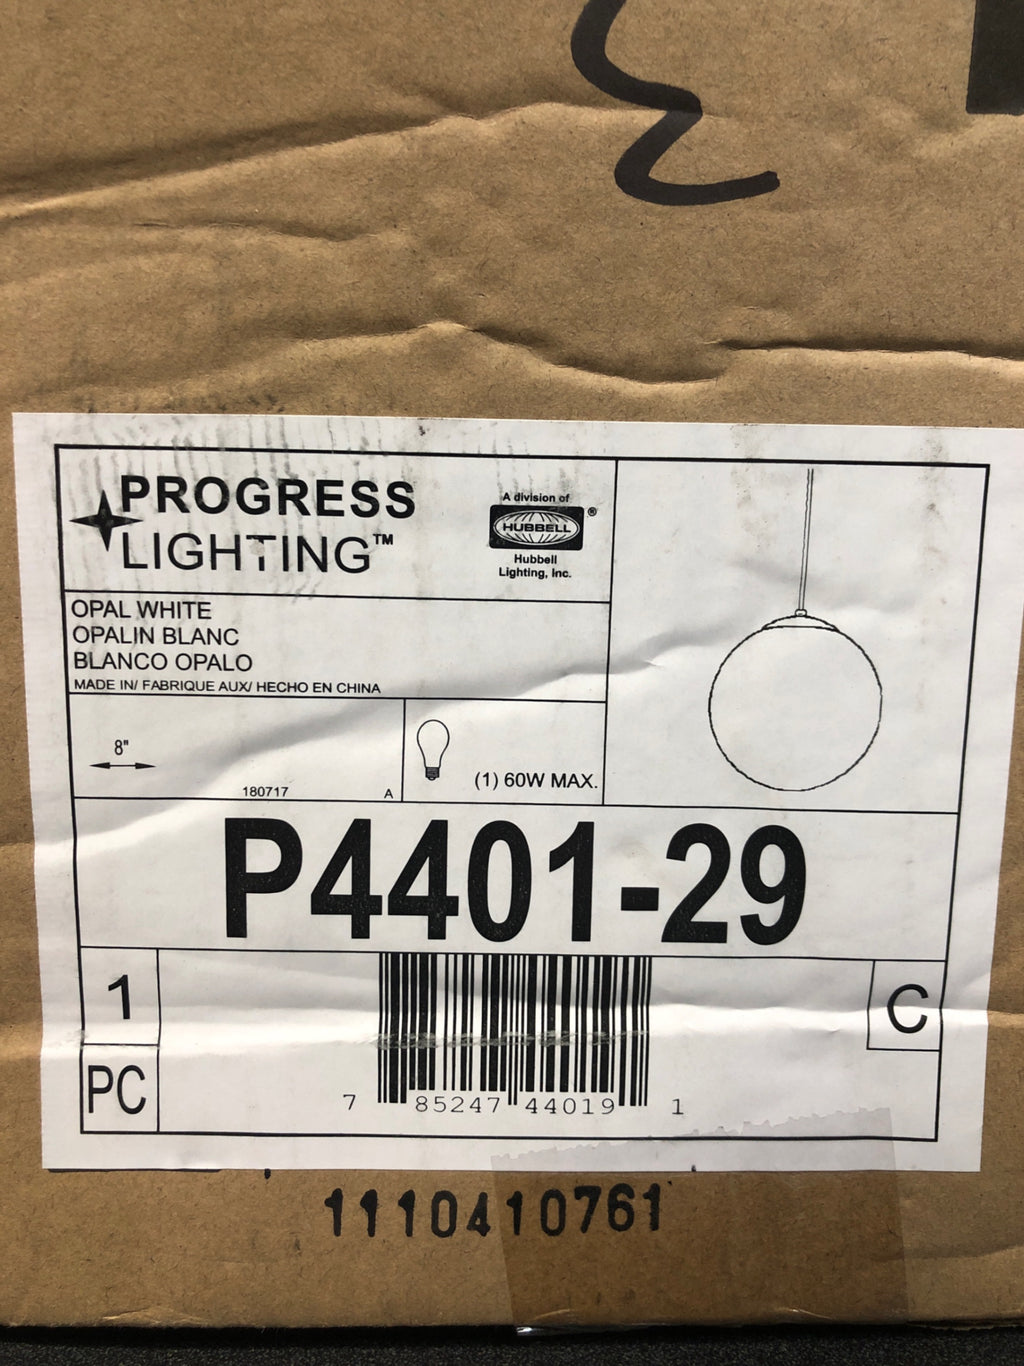 PROGRESS
LIGHTING™
A division of
HUBBELL®
Hubbell
Lighting, Inc.
OPAL WHITE
OPALIN BLANC
BLANCO OPALO
MADE IN/ FABRIQUE AUX/ HECHO EN CHINA
8"
180717
A
(1) 60W MAX.
P4401-29
1
PC
C
7 85247 44019 1
1110410761